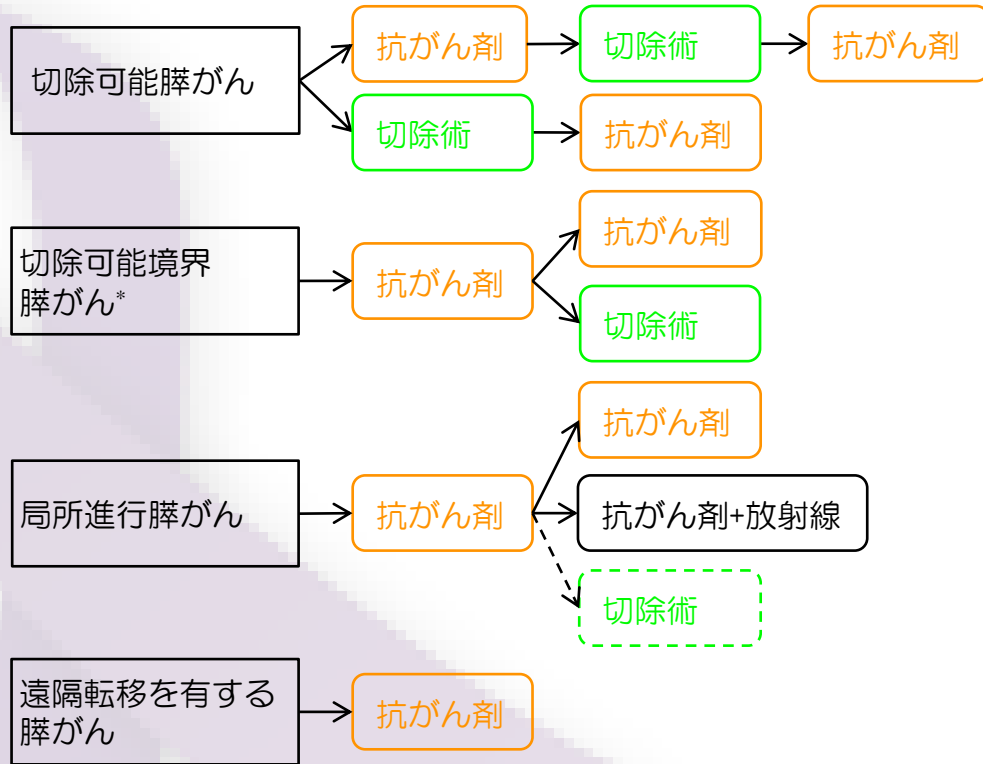 切除可能膵がん
抗がん剤
切除術
抗がん剤
切除術
抗がん剤
切除可能境界
膵がん*
抗がん剤
抗がん剤
切除術
局所進行膵がん
抗がん剤
抗がん剤
抗がん剤+放射線
切除術
遠隔転移を有する
膵がん
抗がん剤